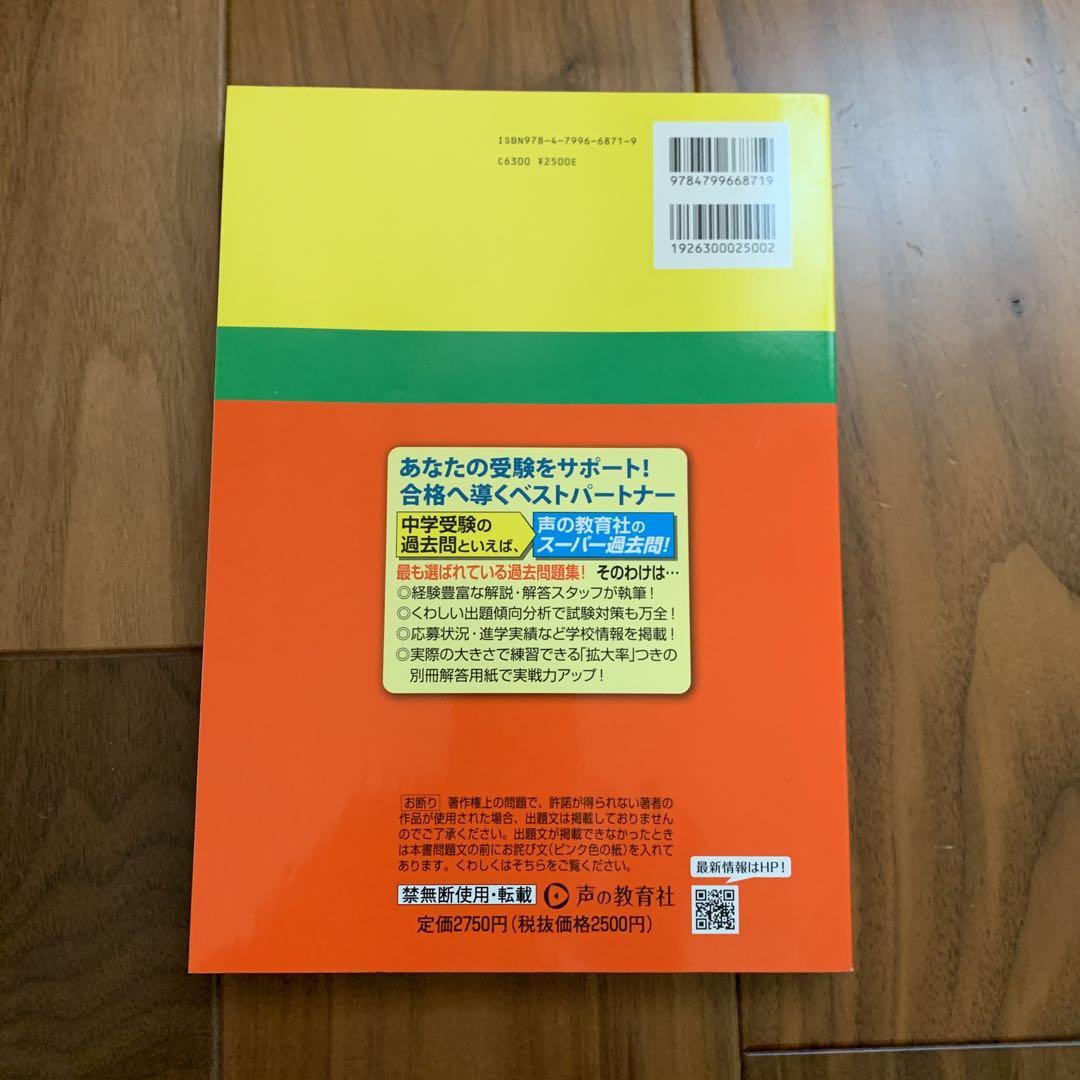 ISBN978-4-7996-6871-9
C6300 ¥2500E
9784799668719
1926300025002
あなたの受験をサポート!
合格へ導くベストパートナー
中学受験の
過去問といえば、
声の教育社の
スーパー過去問!
最も選ばれている過去問題集! そのわけは…
◎経験豊富な解説・解答スタッフが執筆!
◎くわしい出題傾向分析で試験対策も万全!
◎応募状況・進学実績など学校情報を掲載!
◎実際の大きさで練習できる「拡大率」つきの
別冊解答用紙で実戦力アップ!
お断り 著作権上の問題で、許諾が得られない著者の
作品が使用された場合、出題文は掲載しておりません
のでご了承ください。出題文が掲載できなかったとき
は本書問題文の前にお詫び文(ピンク色の紙)を入れて
あります。くわしくはそちらをご覧ください。
最新情報はHP!
禁無断使用・転載 声の教育社
定価2750円(税抜価格2500円)